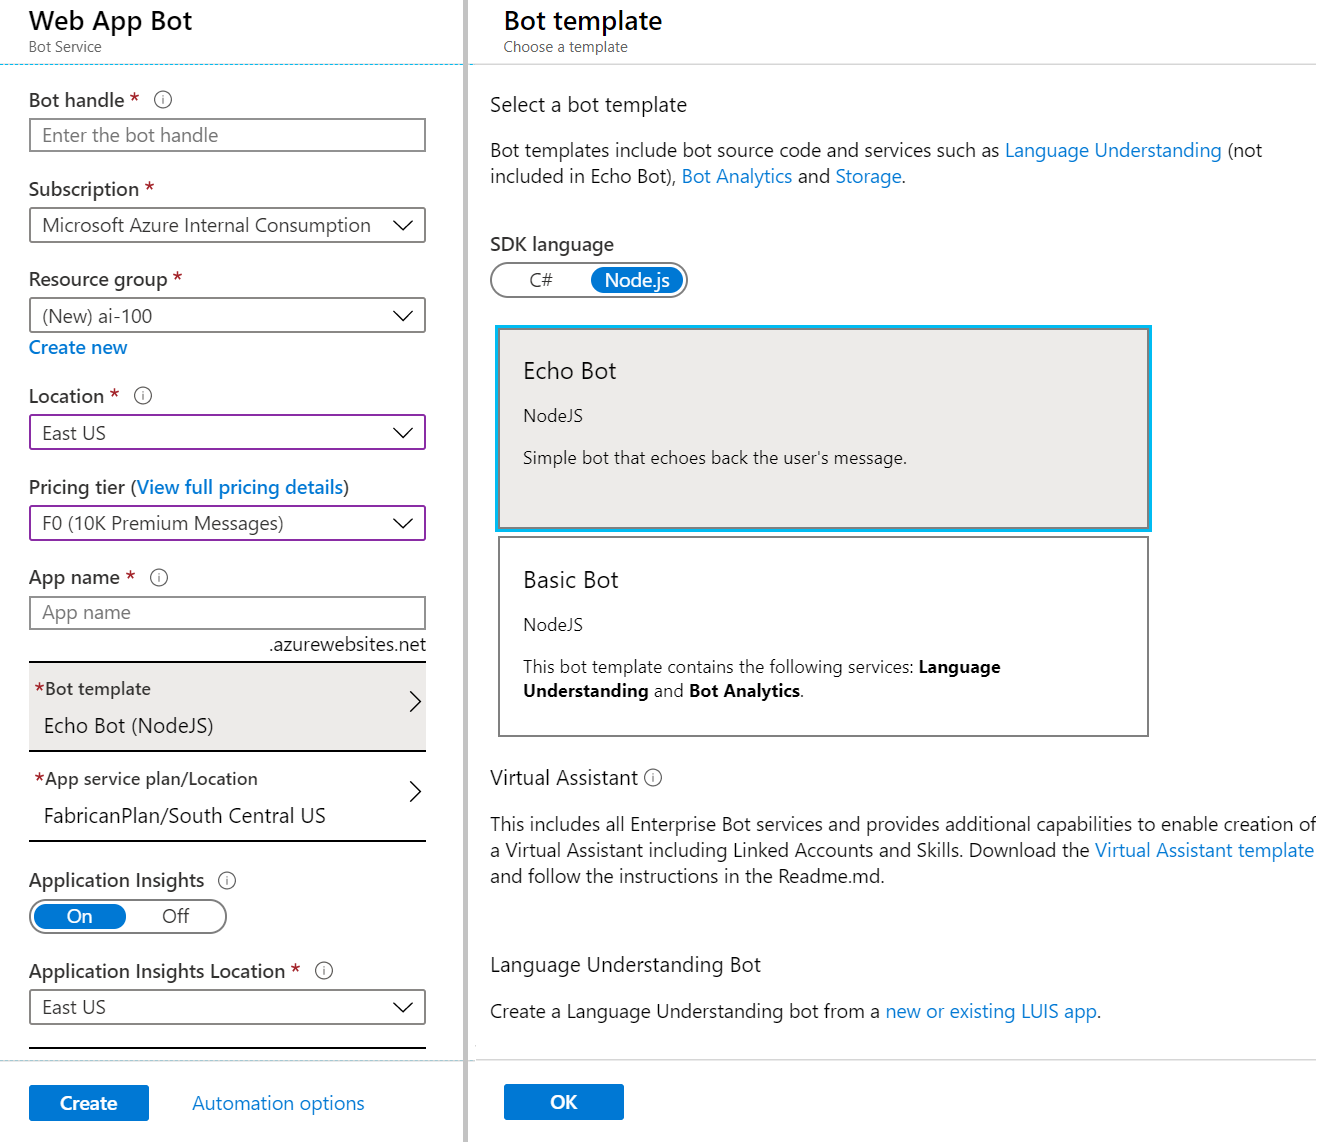 Web App Bot
Bot Service
Bot handle * ⓘ
Enter the bot handle
Subscription *
Microsoft Azure Internal Consumption
Resource group *
(New) ai-100
Create new
Location * ⓘ
East US
Pricing tier (View full pricing details)
F0 (10K Premium Messages)
App name * ⓘ
App name
.azurewebsites.net
*Bot template
Echo Bot (NodeJS)
*App service plan/Location
FabricanPlan/South Central US
Application Insights ⓘ
On Off
Application Insights Location * ⓘ
East US
Create Automation options
Bot template
Choose a template
Select a bot template
Bot templates include bot source code and services such as Language Understanding (not
included in Echo Bot), Bot Analytics and Storage.
SDK language
C# Node.js
Echo Bot
NodeJS
Simple bot that echoes back the user's message.
Basic Bot
NodeJS
This bot template contains the following services: Language
Understanding and Bot Analytics.
Virtual Assistant ⓘ
This includes all Enterprise Bot services and provides additional capabilities to enable creation of
a Virtual Assistant including Linked Accounts and Skills. Download the Virtual Assistant template
and follow the instructions in the Readme.md.
Language Understanding Bot
Create a Language Understanding bot from a new or existing LUIS app.
OK